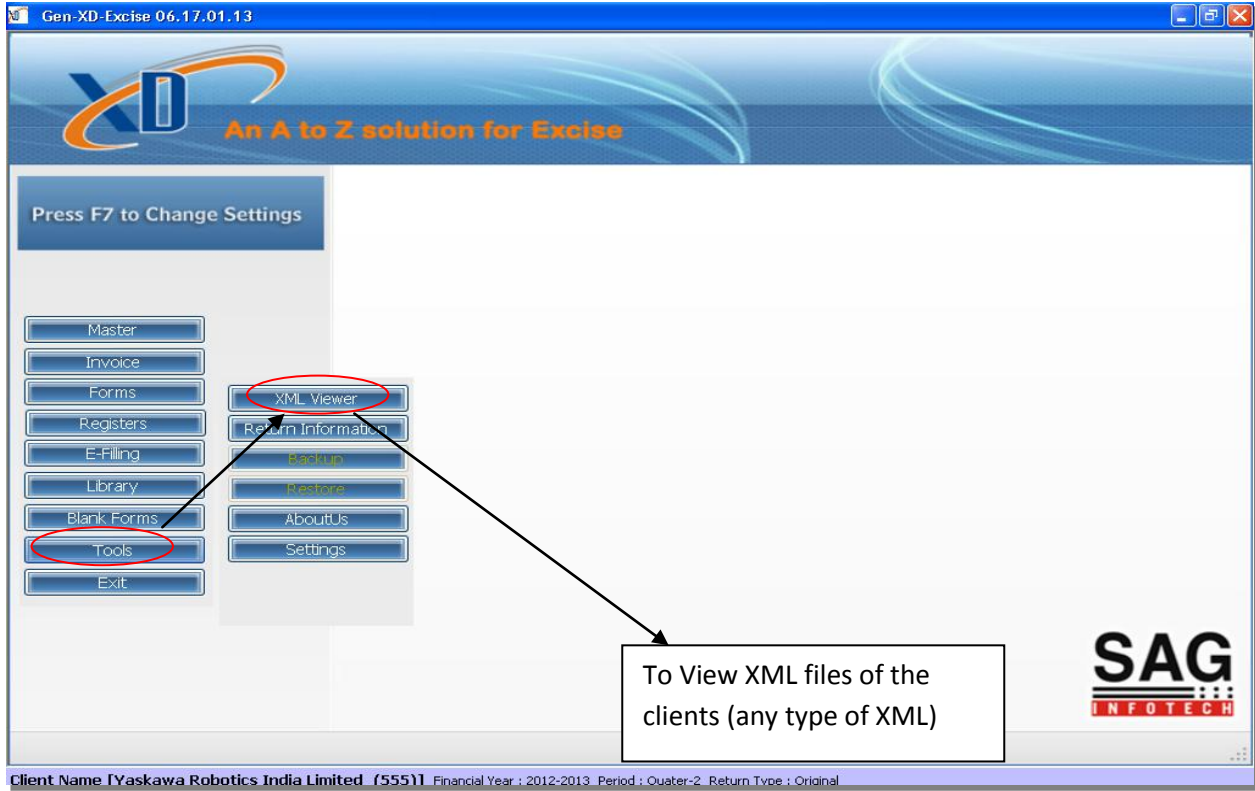 Gen-XD-Excise 06.17.01.13
XD
An A to Z solution for Excise
Press F7 to Change Settings
Master
Invoice
Forms
Registers
E-Filling
Library
Blank Forms
Tools
Exit
XML Viewer
Return Information
Backup
Restore
AboutUs
Settings
To View XML files of the
clients (any type of XML)
SAG
INFOTECH
Client Name [Yaskawa Robotics India Limited (555)] Financial Year : 2012-2013 Period : Quater-2 Return Type : Original